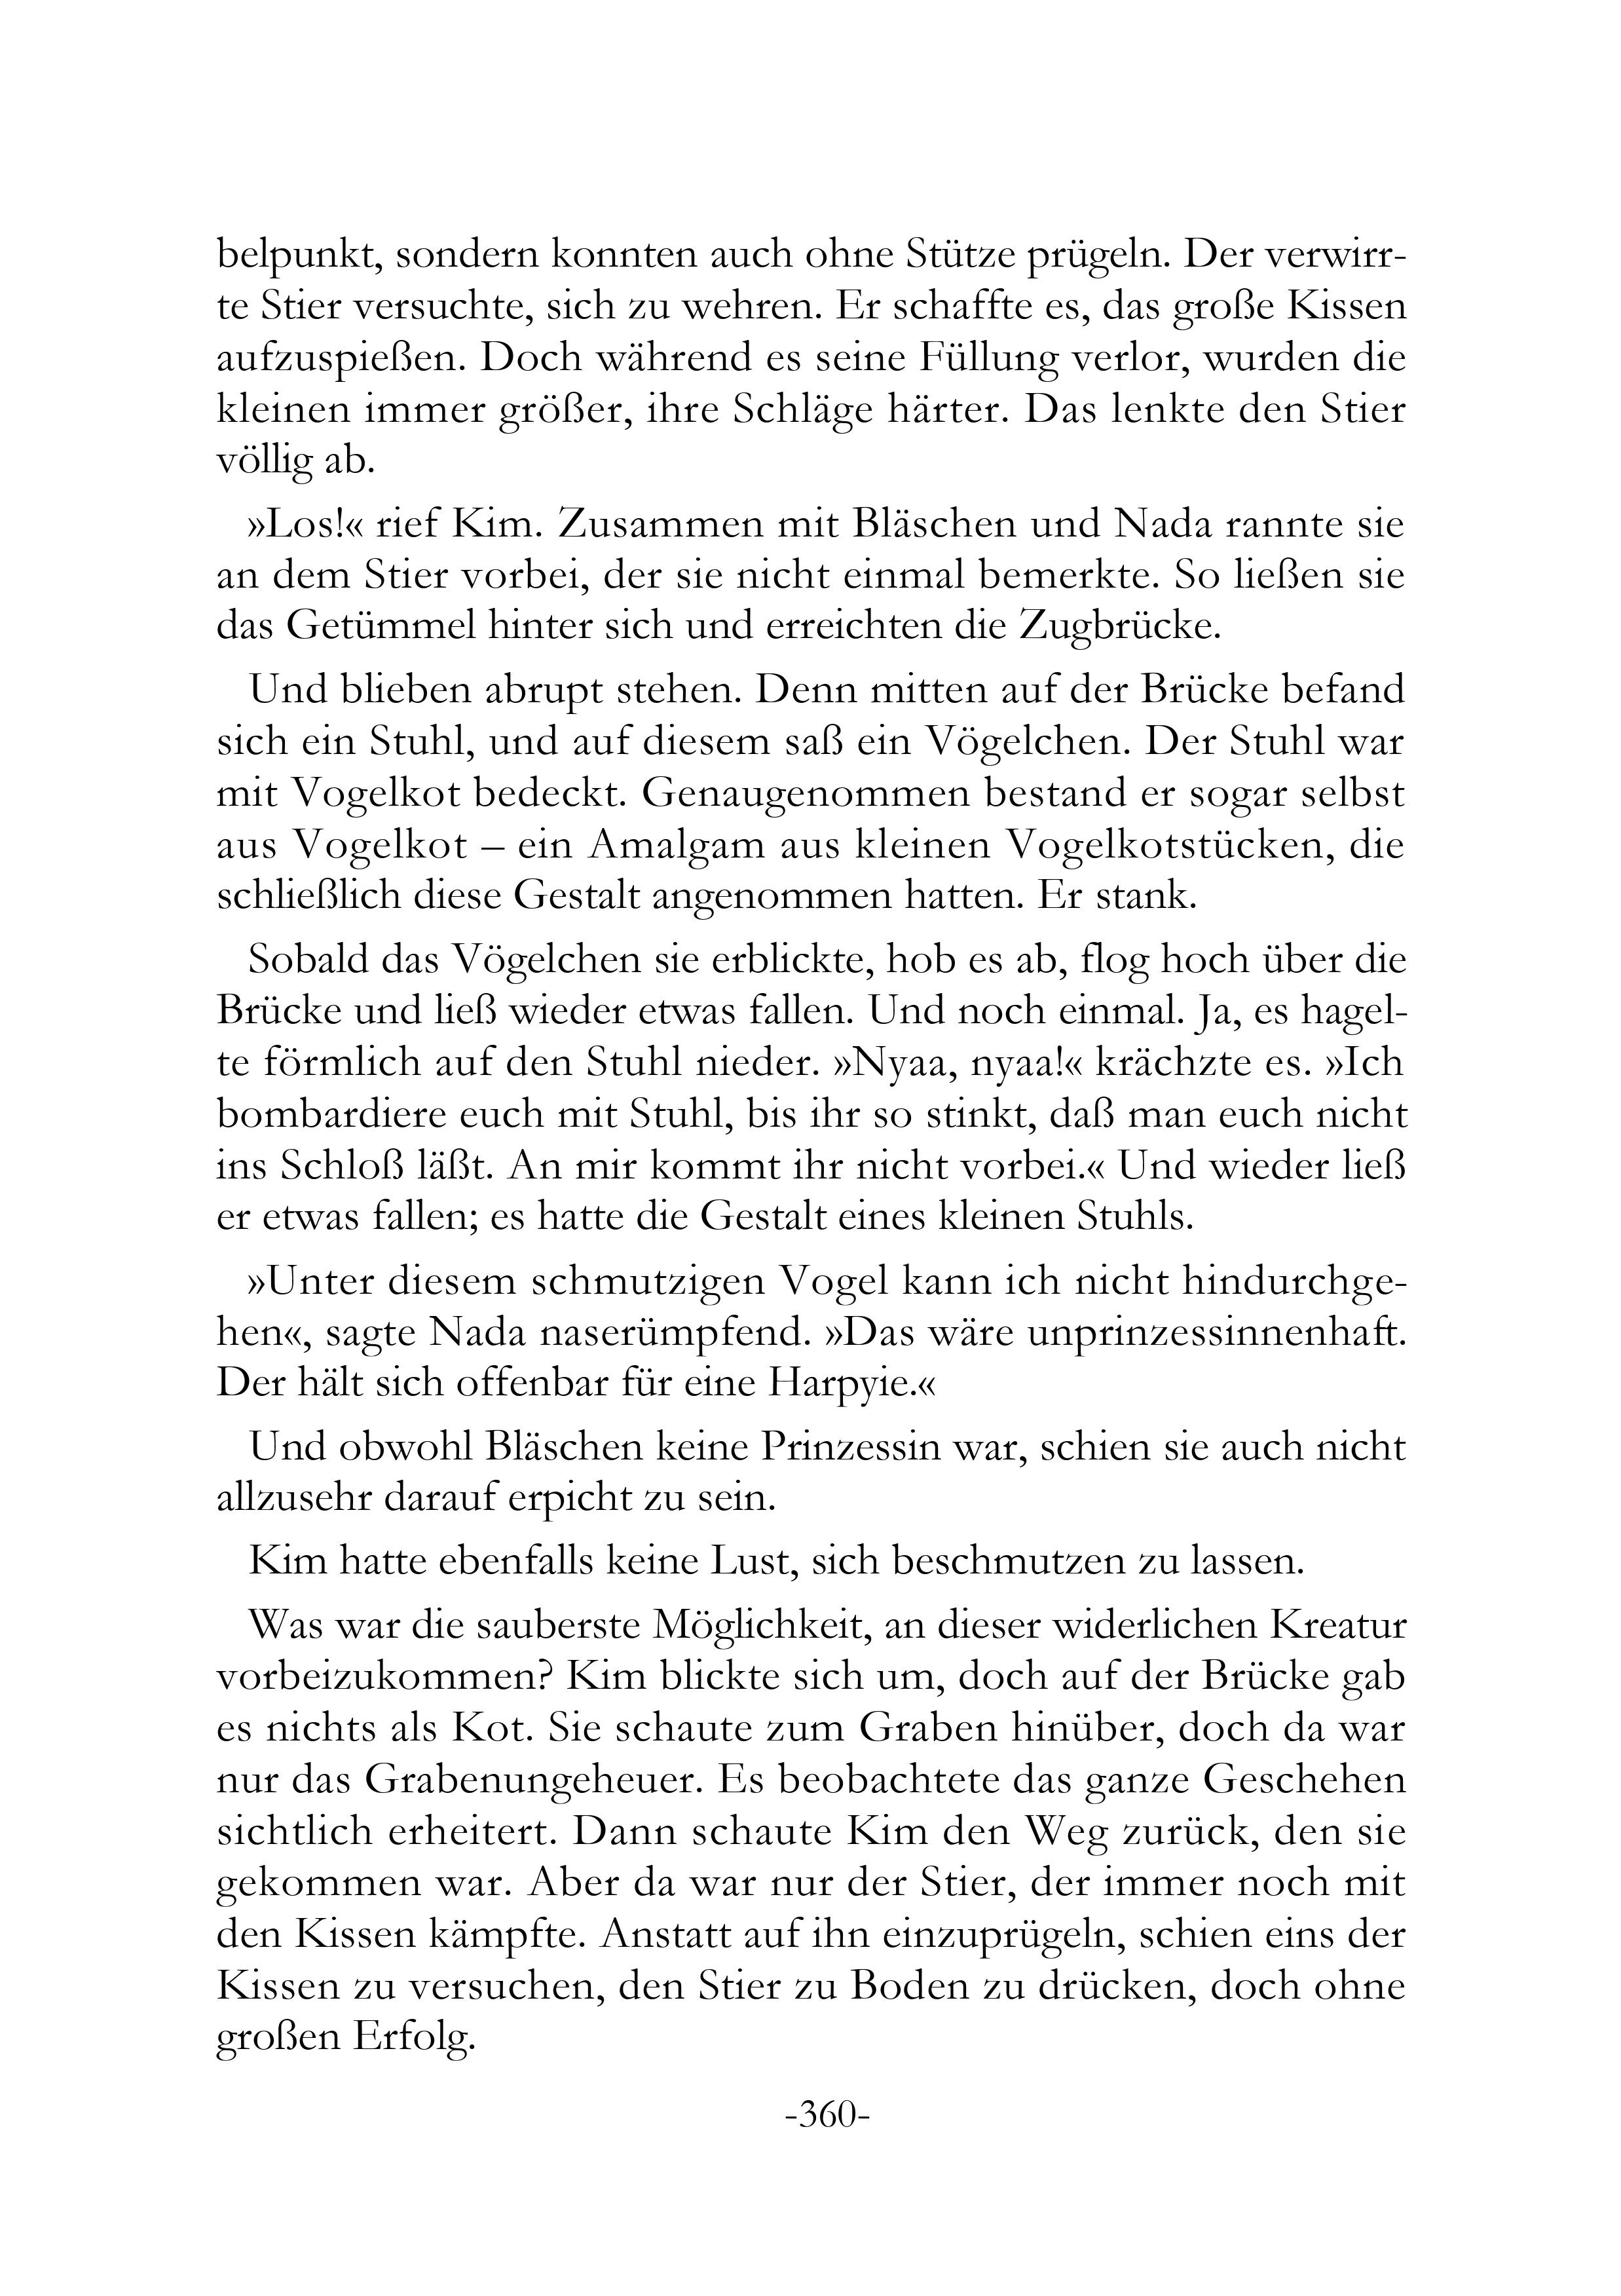 belpunkt, sondern konnten auch ohne Stütze prügeln. Der verwirr-
te Stier versuchte, sich zu wehren. Er schaffte es, das große Kissen
aufzuspießen. Doch während es seine Füllung verlor, wurden die
kleinen immer größer, ihre Schläge härter. Das lenkte den Stier
völlig ab.
»Los!« rief Kim. Zusammen mit Bläschen und Nada rannte sie
an dem Stier vorbei, der sie nicht einmal bemerkte. So ließen sie
das Getümmel hinter sich und erreichten die Zugbrücke.
Und blieben abrupt stehen. Denn mitten auf der Brücke befand
sich ein Stuhl, und auf diesem saß ein Vögelchen. Der Stuhl war
mit Vogelkot bedeckt. Genaugenommen bestand er sogar selbst
aus Vogelkot – ein Amalgam aus kleinen Vogelkotstücken, die
schließlich diese Gestalt angenommen hatten. Er stank.
Sobald das Vögelchen sie erblickte, hob es ab, flog hoch über die
Brücke und ließ wieder etwas fallen. Und noch einmal. Ja, es hagel-
te förmlich auf den Stuhl nieder. »Nyaa, nyaa!« krächzte es. »Ich
bombardiere euch mit Stuhl, bis ihr so stinkt, daß man euch nicht
ins Schloß läßt. An mir kommt ihr nicht vorbei.« Und wieder ließ
er etwas fallen; es hatte die Gestalt eines kleinen Stuhls.
»Unter diesem schmutzigen Vogel kann ich nicht hindurchge-
hen«, sagte Nada naserümpfend. »Das wäre unprinzessinnenhaft.
Der hält sich offenbar für eine Harpyie.«
Und obwohl Bläschen keine Prinzessin war, schien sie auch nicht
allzusehr darauf erpicht zu sein.
Kim hatte ebenfalls keine Lust, sich beschmutzen zu lassen.
Was war die sauberste Möglichkeit, an dieser widerlichen Kreatur
vorbeizukommen? Kim blickte sich um, doch auf der Brücke gab
es nichts als Kot. Sie schaute zum Graben hinüber, doch da war
nur das Grabenungeheuer. Es beobachtete das ganze Geschehen
sichtlich erheitert. Dann schaute Kim den Weg zurück, den sie
gekommen war. Aber da war nur der Stier, der immer noch mit
den Kissen kämpfte. Anstatt auf ihn einzuprügeln, schien eins der
Kissen zu versuchen, den Stier zu Boden zu drücken, doch ohne
großen Erfolg.
-360-